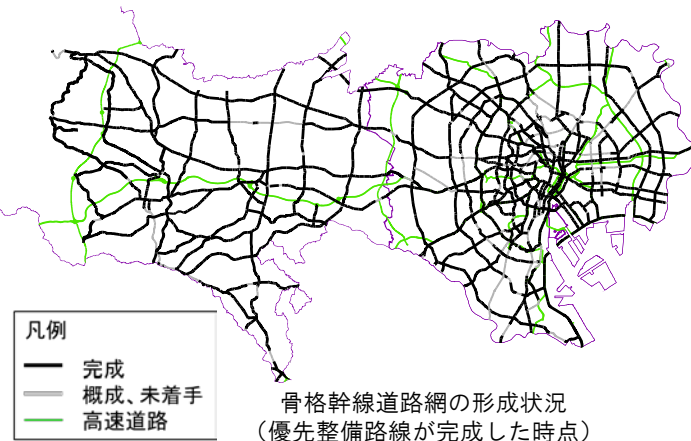 凡例
完成
概成、未着手
高速道路
骨格幹線道路網の形成状況
（優先整備路線が完成した時点）